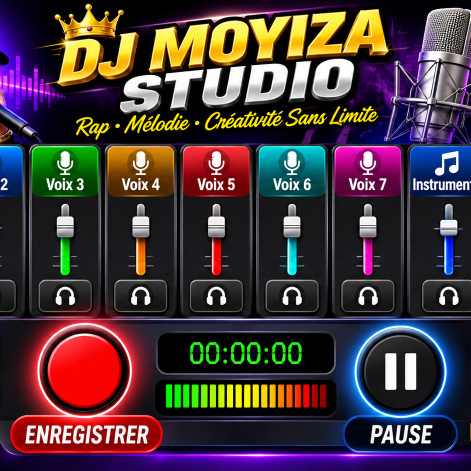 DJ MOYIZA
STUDIO
Rap • Mélodie • Créativité Sans Limite
2
Voix 3
Voix 4
Voix 5
Voix 6
Voix 7
Instrument
00:00:00
ENREGISTRER
PAUSE